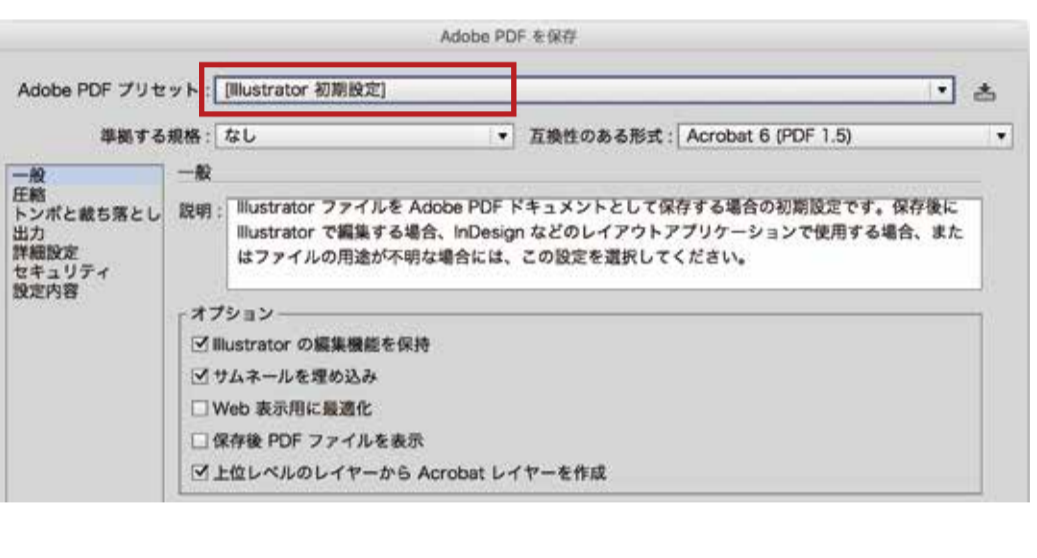 Adobe PDF を保存
Adobe PDF プリセット : [Illustrator 初期設定]
準拠する規格 : なし 互換性のある形式 : Acrobat 6 (PDF 1.5)
一般
圧縮
トンボと裁ち落とし
出力
詳細設定
セキュリティ
設定内容
一般
説明 : Illustrator ファイルを Adobe PDF ドキュメントとして保存する場合の初期設定です。保存後に
Illustrator で編集する場合、InDesign などのレイアウトアプリケーションで使用する場合、また
はファイルの用途が不明な場合には、この設定を選択してください。
オプション
Illustrator の編集機能を保持
サムネールを埋め込み
Web 表示用に最適化
保存後 PDF ファイルを表示
上位レベルのレイヤーから Acrobat レイヤーを作成